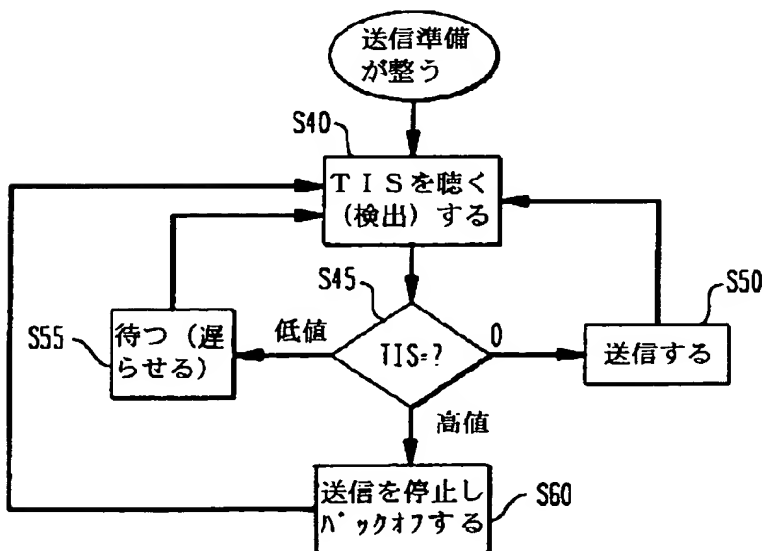 送信準備
が整う
S40
TISを聴く
(検出)する
S45
S50
S55
待つ(遅
らせる)
低値
TIS=?
0
送信する
高値
送信を停止し
バックオフする
S60